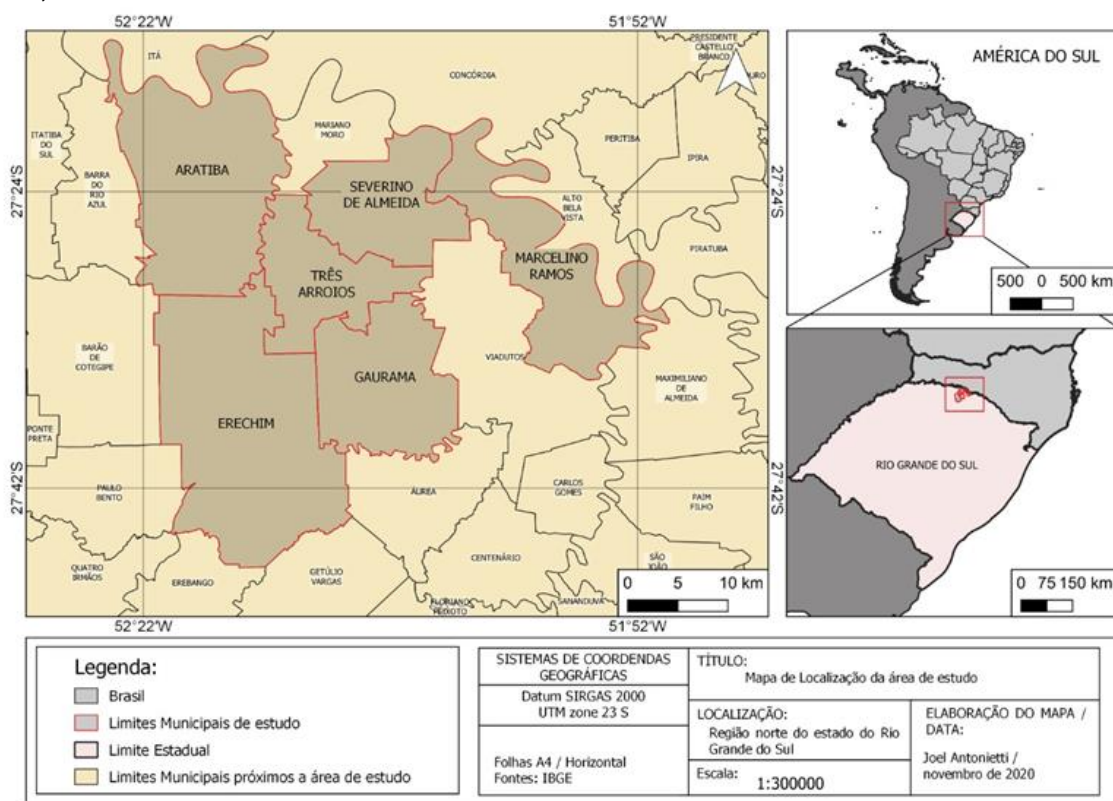 52°22'W
51°52'W
ITÁ
PRESIDENTE
CASTELLO
BRANCO
OURO
CONCÓRDIA
ITATIBA
DO
SUL
MARIANO
MORO
PERITIBA
IPIRA
BARRA
DO
RIO
AZUL
ARATIBA
SEVERINO
DE ALMEIDA
ALTO
BELA
VISTA
27°24'S
27°24'S
PIRATUBA
MARCELINO
RAMOS
TRÊS
ARROIOS
BARÃO
DE
COTEGIPE
VIADUTOS
GAURAMA
MAXIMILIANO
DE
ALMEIDA
ERECHIM
PONTE
PRETA
PAULO
BENTO
ÁUREA
CARLOS
GOMES
PAIM
FILHO
27°42'S
27°42'S
QUATRO
IRMÃOS
EREBANGO
GETÚLIO
VARGAS
CENTENÁRIO
SÃO
JOÃO
FLORIANO
PEIXOTO
SANANDUVA
0 5 10 km
52°22'W
51°52'W
AMÉRICA DO SUL
500 0 500 km
RIO GRANDE DO SUL
0 75 150 km
Legenda:
Brasil
Limites Municipais de estudo
Limite Estadual
Limites Municipais próximos a área de estudo
SISTEMAS DE COORDENDAS
GEOGRÁFICAS
Datum SIRGAS 2000
UTM zone 23 S
Folhas A4 / Horizontal
Fontes: IBGE
TÍTULO:
Mapa de Localização da área de estudo
LOCALIZAÇÃO:
Região norte do estado do Rio
Grande do Sul
Escala:
1:300000
ELABORAÇÃO DO MAPA /
DATA:
Joel Antonietti /
novembro de 2020